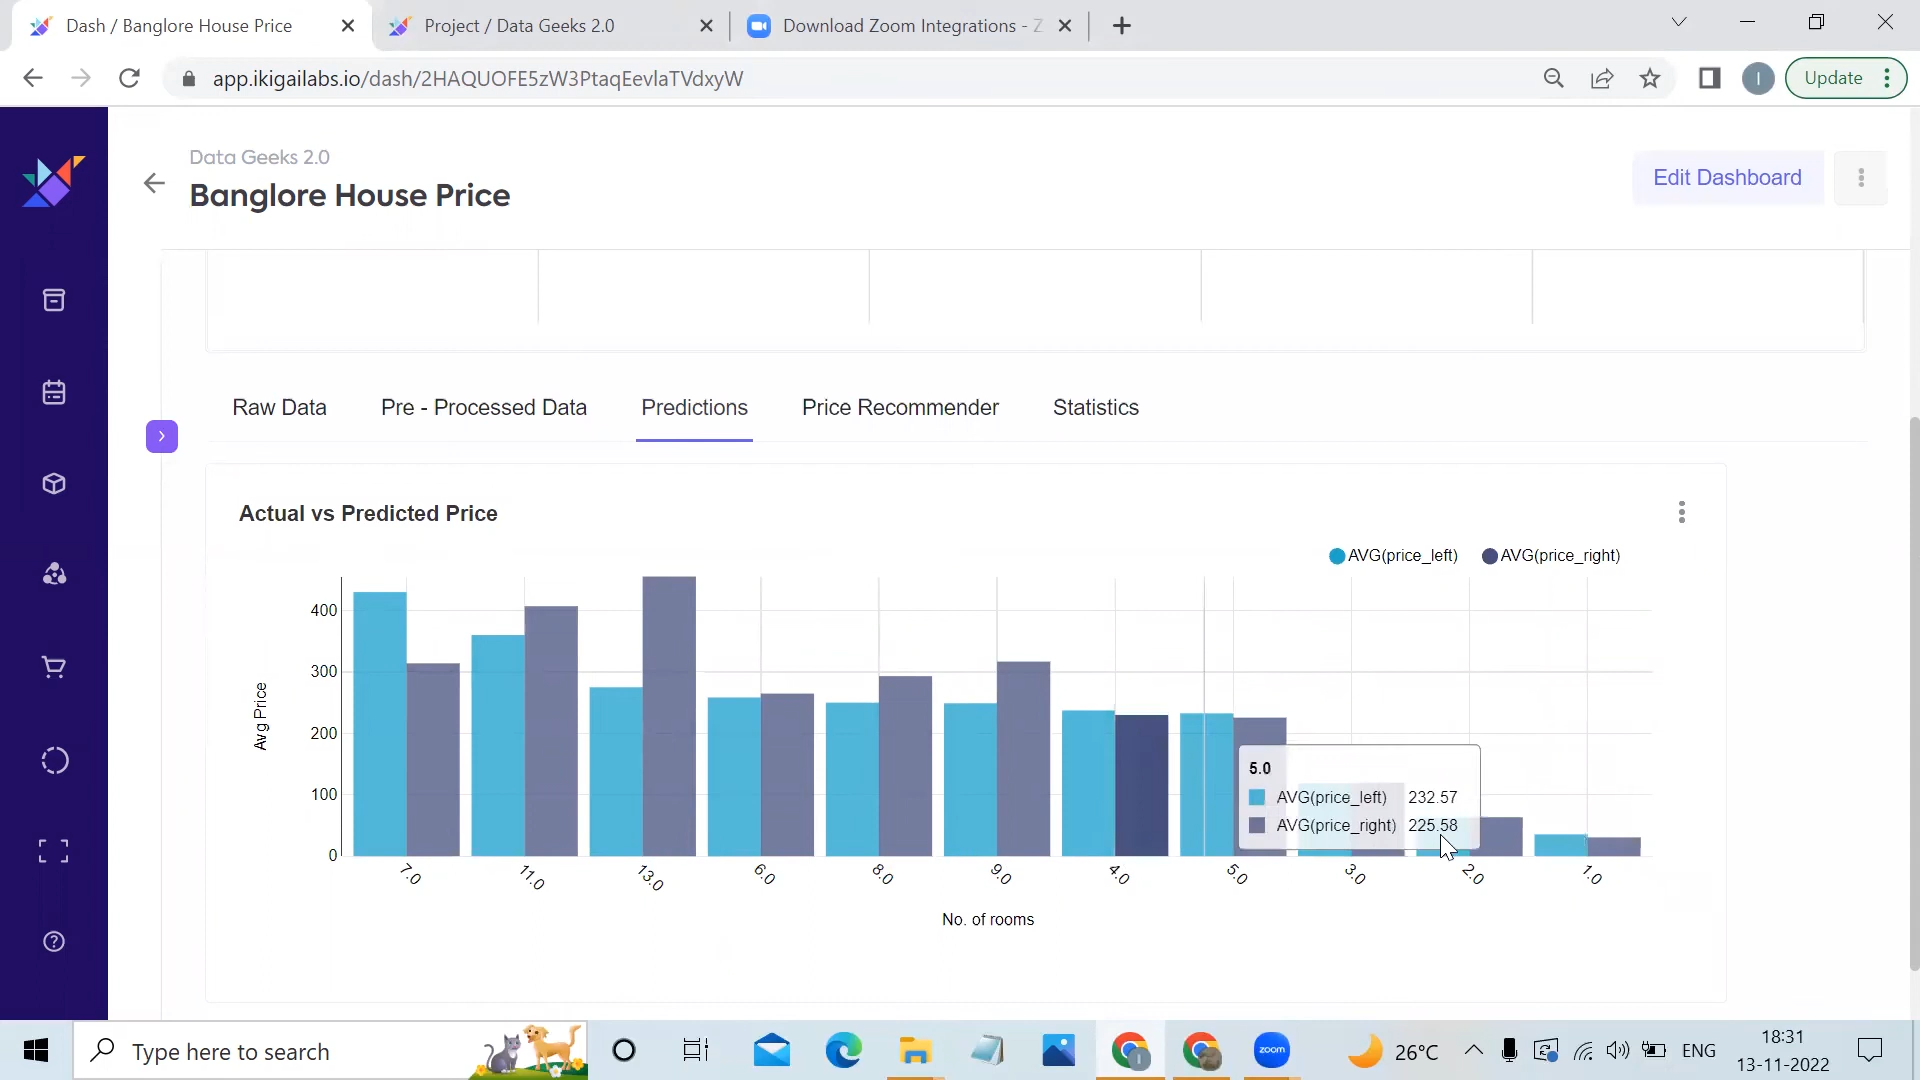 Dash / Banglore House Price
Project / Data Geeks 2.0
Download Zoom Integrations - Z
app.ikigailabs.io/dash/2HAQUOFE5zW3PtaqEevlaTVdxyW
I
Update
Data Geeks 2.0
Banglore House Price
Edit Dashboard
Raw Data
Pre - Processed Data
Predictions
Price Recommender
Statistics
Actual vs Predicted Price
AVG(price_left)
AVG(price_right)
400
300
200
100
0
Avg Price
5.0
AVG(price_left) 232.57
AVG(price_right) 225.58
7.0
11.0
13.0
6.0
8.0
9.0
4.0
5.0
3.0
2.0
1.0
No. of rooms
Type here to search
zoom
26°C
ENG
18:31
13-11-2022